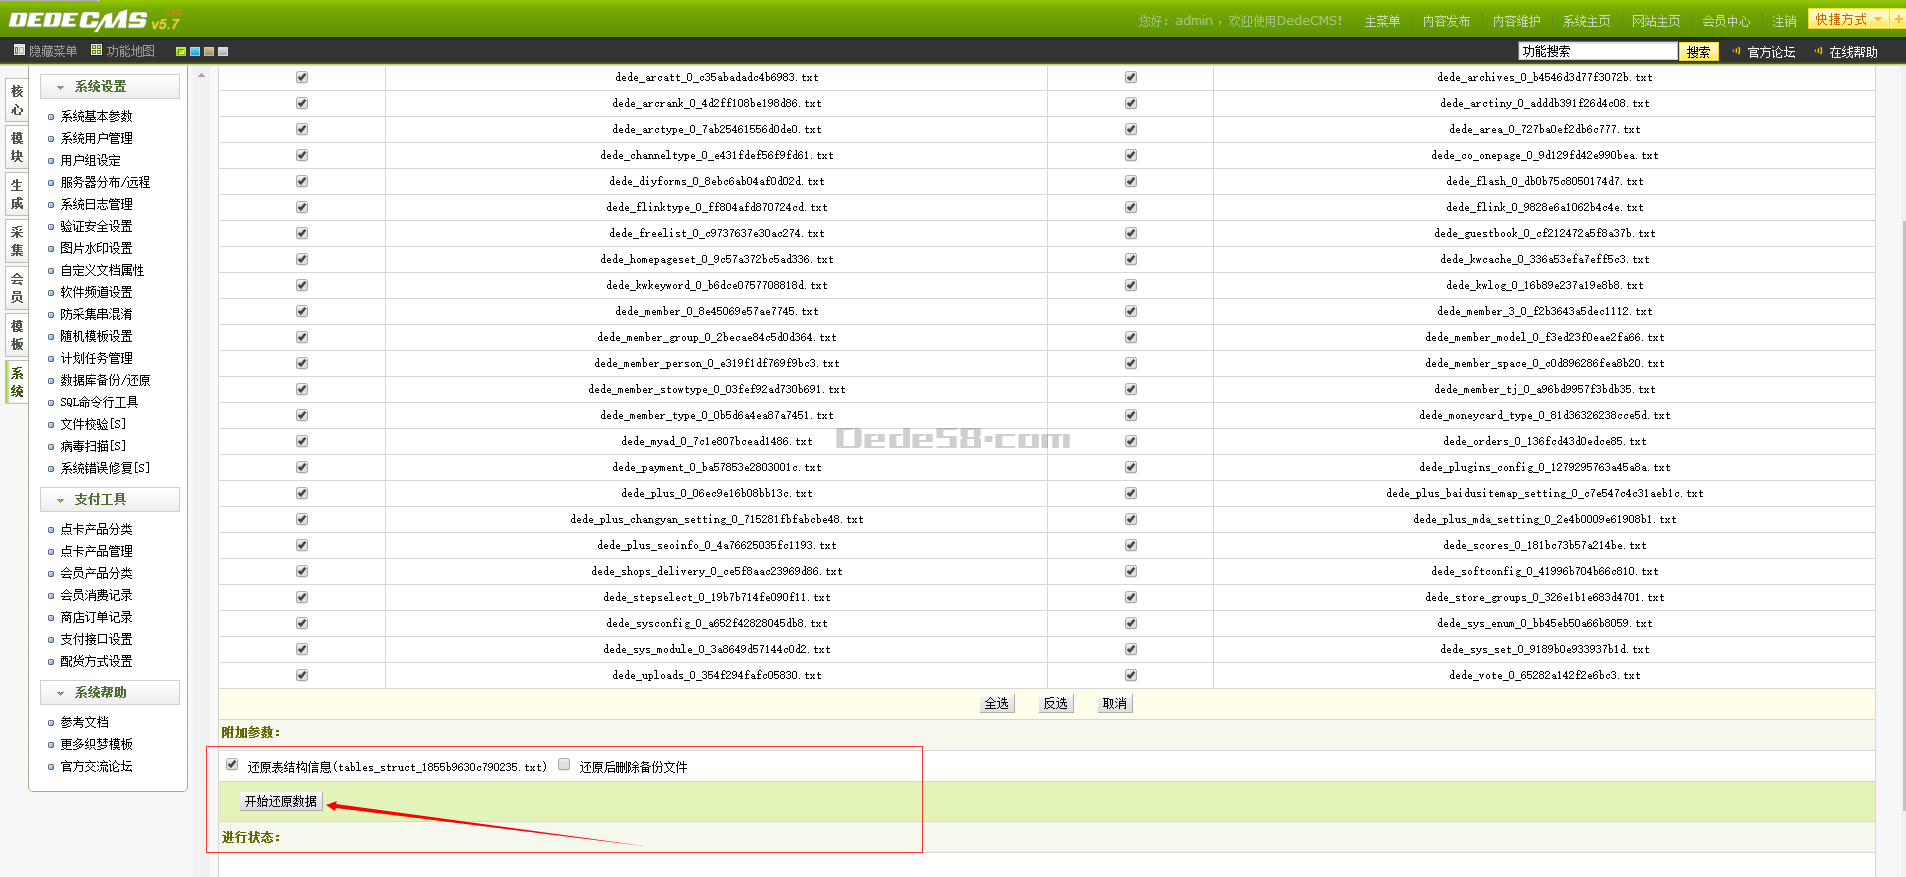 DEDECMS v5.7 SP2
您好：admin ，欢迎使用DedeCMS! 主菜单 内容发布 内容维护 系统主页 网站主页 会员中心 注销 快捷方式 +
隐藏菜单 功能地图
功能搜索 搜索 官方论坛 在线帮助
核心
模块
生成
采集
会员
模板
系统
系统设置
系统基本参数
系统用户管理
用户组设定
服务器分布/远程
系统日志管理
验证安全设置
图片水印设置
自定义文档属性
软件频道设置
防采集串混淆
随机模板设置
计划任务管理
数据库备份/还原
SQL命令行工具
文件校验[S]
病毒扫描[S]
系统错误修复[S]
支付工具
点卡产品分类
点卡产品管理
会员产品分类
会员消费记录
商店订单记录
支付接口设置
配货方式设置
系统帮助
参考文档
更多织梦模板
官方交流论坛
dede_arcatt_0_c35abadadc4b6983.txt dede_archives_0_b4546d3d77f3072b.txt
dede_arcrank_0_4d2ff108be198d86.txt dede_arctiny_0_adddb391f26d4c08.txt
dede_arctype_0_7ab25461556d0de0.txt dede_area_0_727ba0ef2db6c777.txt
dede_channeltype_0_e431fdef56f9fd61.txt dede_co_onepage_0_9d129fd42e990bea.txt
dede_diyforms_0_8ebc6ab04af0d02d.txt dede_flash_0_db0b75c8050174d7.txt
dede_flinktype_0_ff804afd870724cd.txt dede_flink_0_9828e6a1062b4c4e.txt
dede_freelist_0_c9737637e30ac274.txt dede_guestbook_0_cf212472a5f8a37b.txt
dede_homepageset_0_9c57a372bc5ad336.txt dede_kwcache_0_336a53efa7eff5c3.txt
dede_kwkeyword_0_b6dce0757708818d.txt dede_kwlog_0_16b89e237a19e8b8.txt
dede_member_0_8e45069e57ae7745.txt dede_member_3_0_f2b3643a5dec1112.txt
dede_member_group_0_2becae84c5d0d364.txt dede_member_model_0_f3ed23f0eae2fa66.txt
dede_member_person_0_e319f1df769f9bc3.txt dede_member_space_0_c0d896286fea8b20.txt
dede_member_stowtype_0_03fef92ad730b691.txt dede_member_tj_0_a96bd9957f3bdb35.txt
dede_member_type_0_0b5d6a4ea87a7451.txt dede_moneycard_type_0_81d36326238cce5d.txt
dede_myad_0_7c1e807bcead1486.txt dede_orders_0_136fcd43d0edce85.txt
Dede58.com
dede_payment_0_ba57853e2803001c.txt dede_plugins_config_0_1279295763a45a8a.txt
dede_plus_0_06ec9e16b08bb13c.txt dede_plus_baidusitemap_setting_0_c7e547c4c31aeb1c.txt
dede_plus_changyan_setting_0_715281fbfabcbe48.txt dede_plus_mda_setting_0_2e4b0009e61908b1.txt
dede_plus_seoinfo_0_4a76625035fc1193.txt dede_scores_0_181bc73b57a214be.txt
dede_shops_delivery_0_ce5f8aac23969d86.txt dede_softconfig_0_41996b704b66c810.txt
dede_stepselect_0_19b7b714fe090f11.txt dede_store_groups_0_326e1b1e683d4701.txt
dede_sysconfig_0_a652f42828045db8.txt dede_sys_enum_0_bb45eb50a66b8059.txt
dede_sys_module_0_3a8649d57144c0d2.txt dede_sys_set_0_9189b0e933937b1d.txt
dede_uploads_0_354f294fafc05830.txt dede_vote_0_65282a142f2e6bc3.txt
全选 反选 取消
附加参数：
还原表结构信息(tables_struct_1855b9630c790235.txt) 还原后删除备份文件
开始还原数据
进行状态：